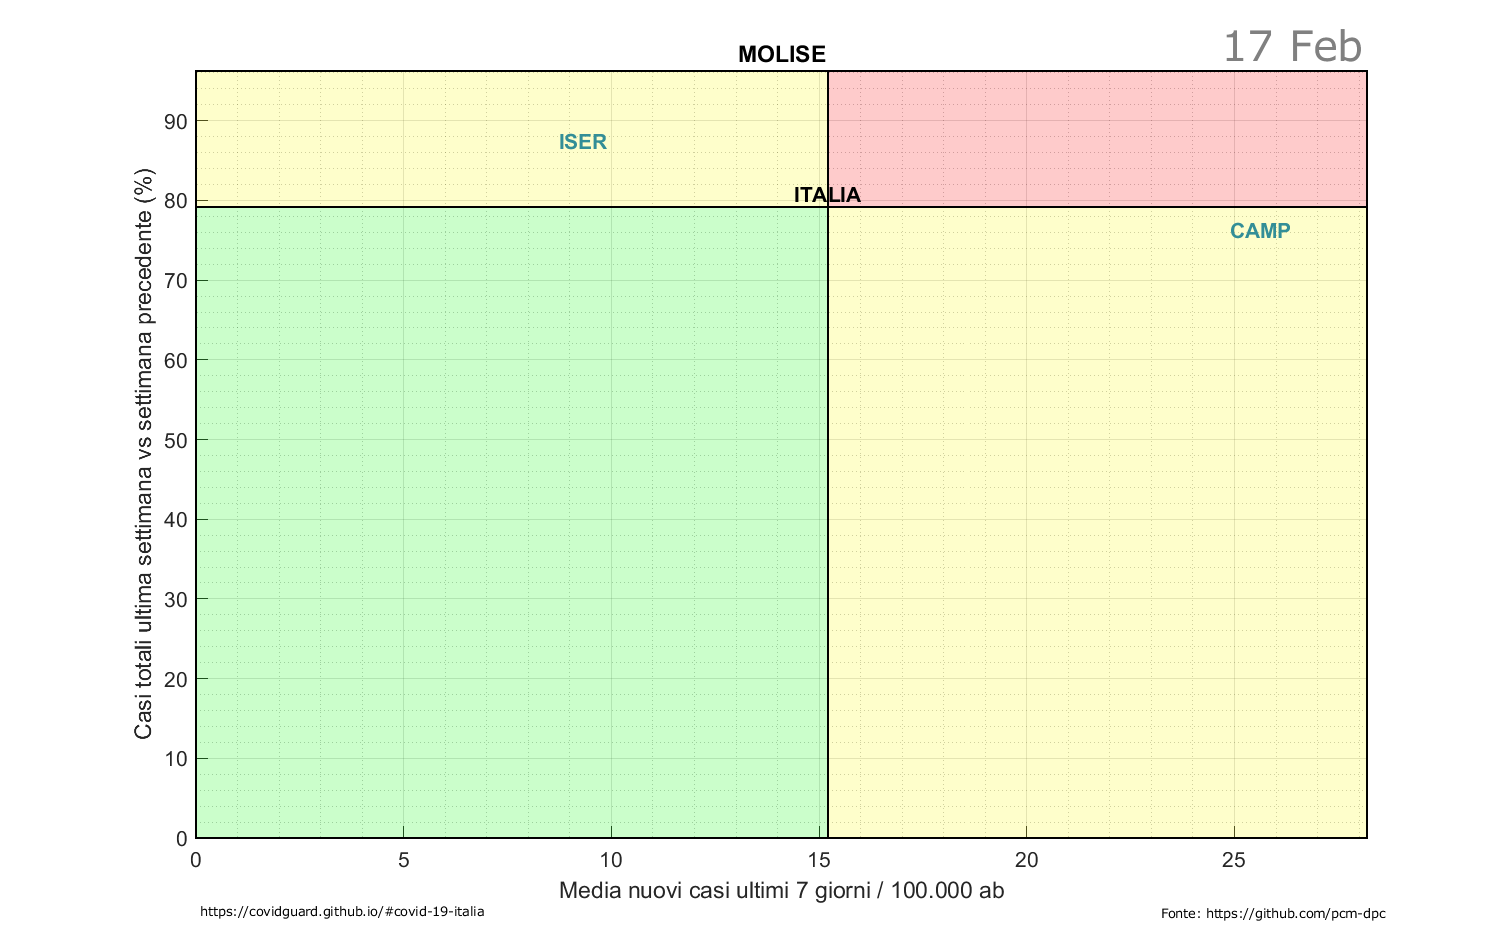 17 Feb
MOLISE
90
80
70
60
50
40
30
20
10
0
Casi totali ultima settimana vs settimana precedente (%)
ISER
ITALIA
CAMP
0 5 10 15 20 25
Media nuovi casi ultimi 7 giorni / 100.000 ab
https://covidguard.github.io/#covid-19-italia
Fonte: https://github.com/pcm-dpc